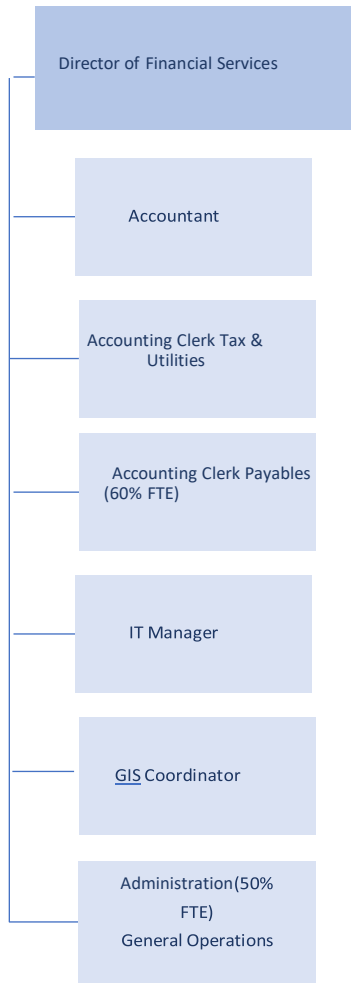 Director of Financial Services
Accountant
Accounting Clerk Tax &
Utilities
Accounting Clerk Payables
(60% FTE)
IT Manager
GIS Coordinator
Administration(50%
FTE)
General Operations